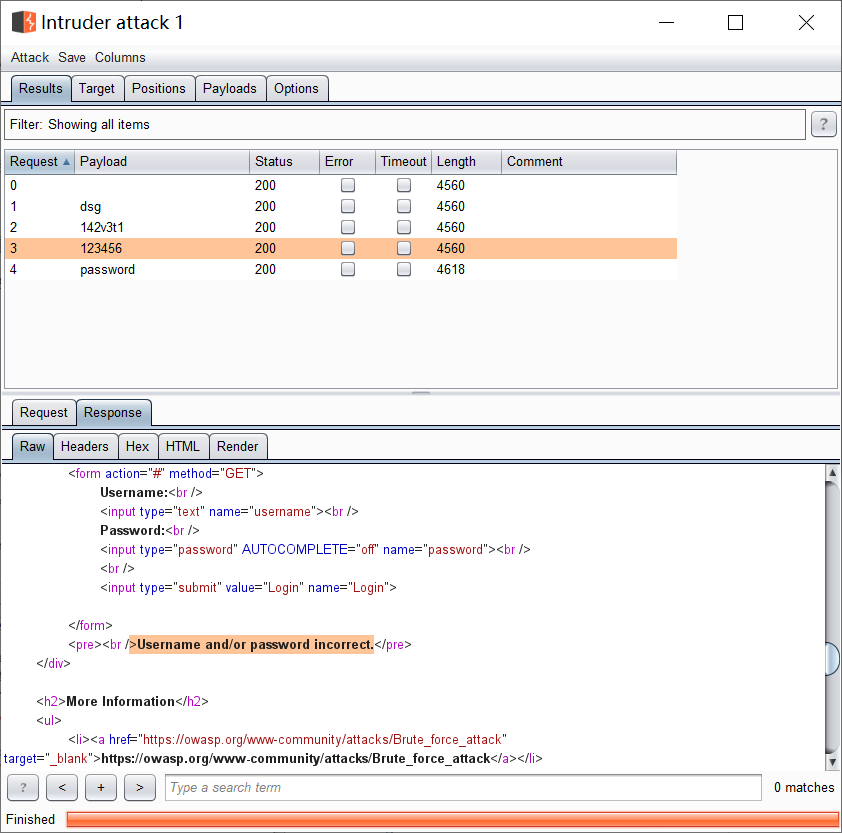 Intruder attack 1
Attack Save Columns
Results Target Positions Payloads Options
Filter: Showing all items ?
Request Payload Status Error Timeout Length Comment
0 200 4560
1 dsg 200 4560
2 142v3t1 200 4560
3 123456 200 4560
4 password 200 4618
Request Response
Raw Headers Hex HTML Render
<form action="#" method="GET">
Username:<br />
<input type="text" name="username"><br />
Password:<br />
<input type="password" AUTOCOMPLETE="off" name="password"><br />
<br />
<input type="submit" value="Login" name="Login">
</form>
<pre><br />Username and/or password incorrect.</pre>
</div>
<h2>More Information</h2>
<ul>
<li><a href="https://owasp.org/www-community/attacks/Brute_force_attack"
target="_blank">https://owasp.org/www-community/attacks/Brute_force_attack</a></li>
? < + > Type a search term 0 matches
Finished